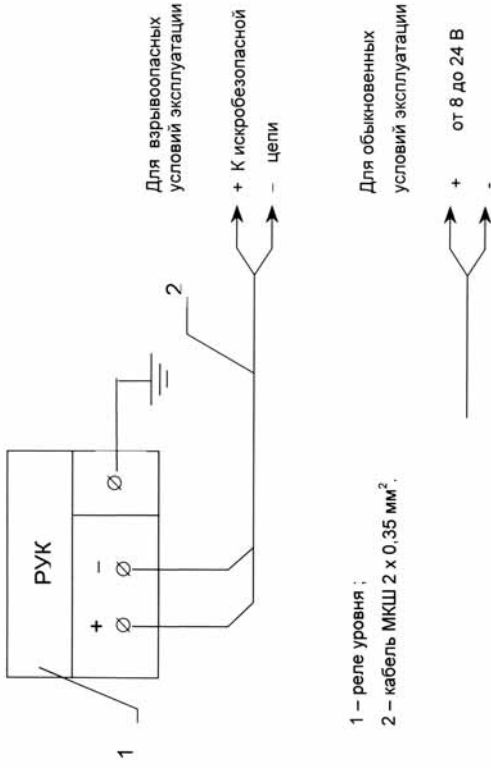 РУК
+ −
1
2
Для взрывоопасных
условий эксплуатации
+ К искробезопасной
− цепи
Для обыкновенных
условий эксплуатации
+
от 8 до 24 В
-
1 – реле уровня ;
2 – кабель МКШ 2 х 0,35 мм².